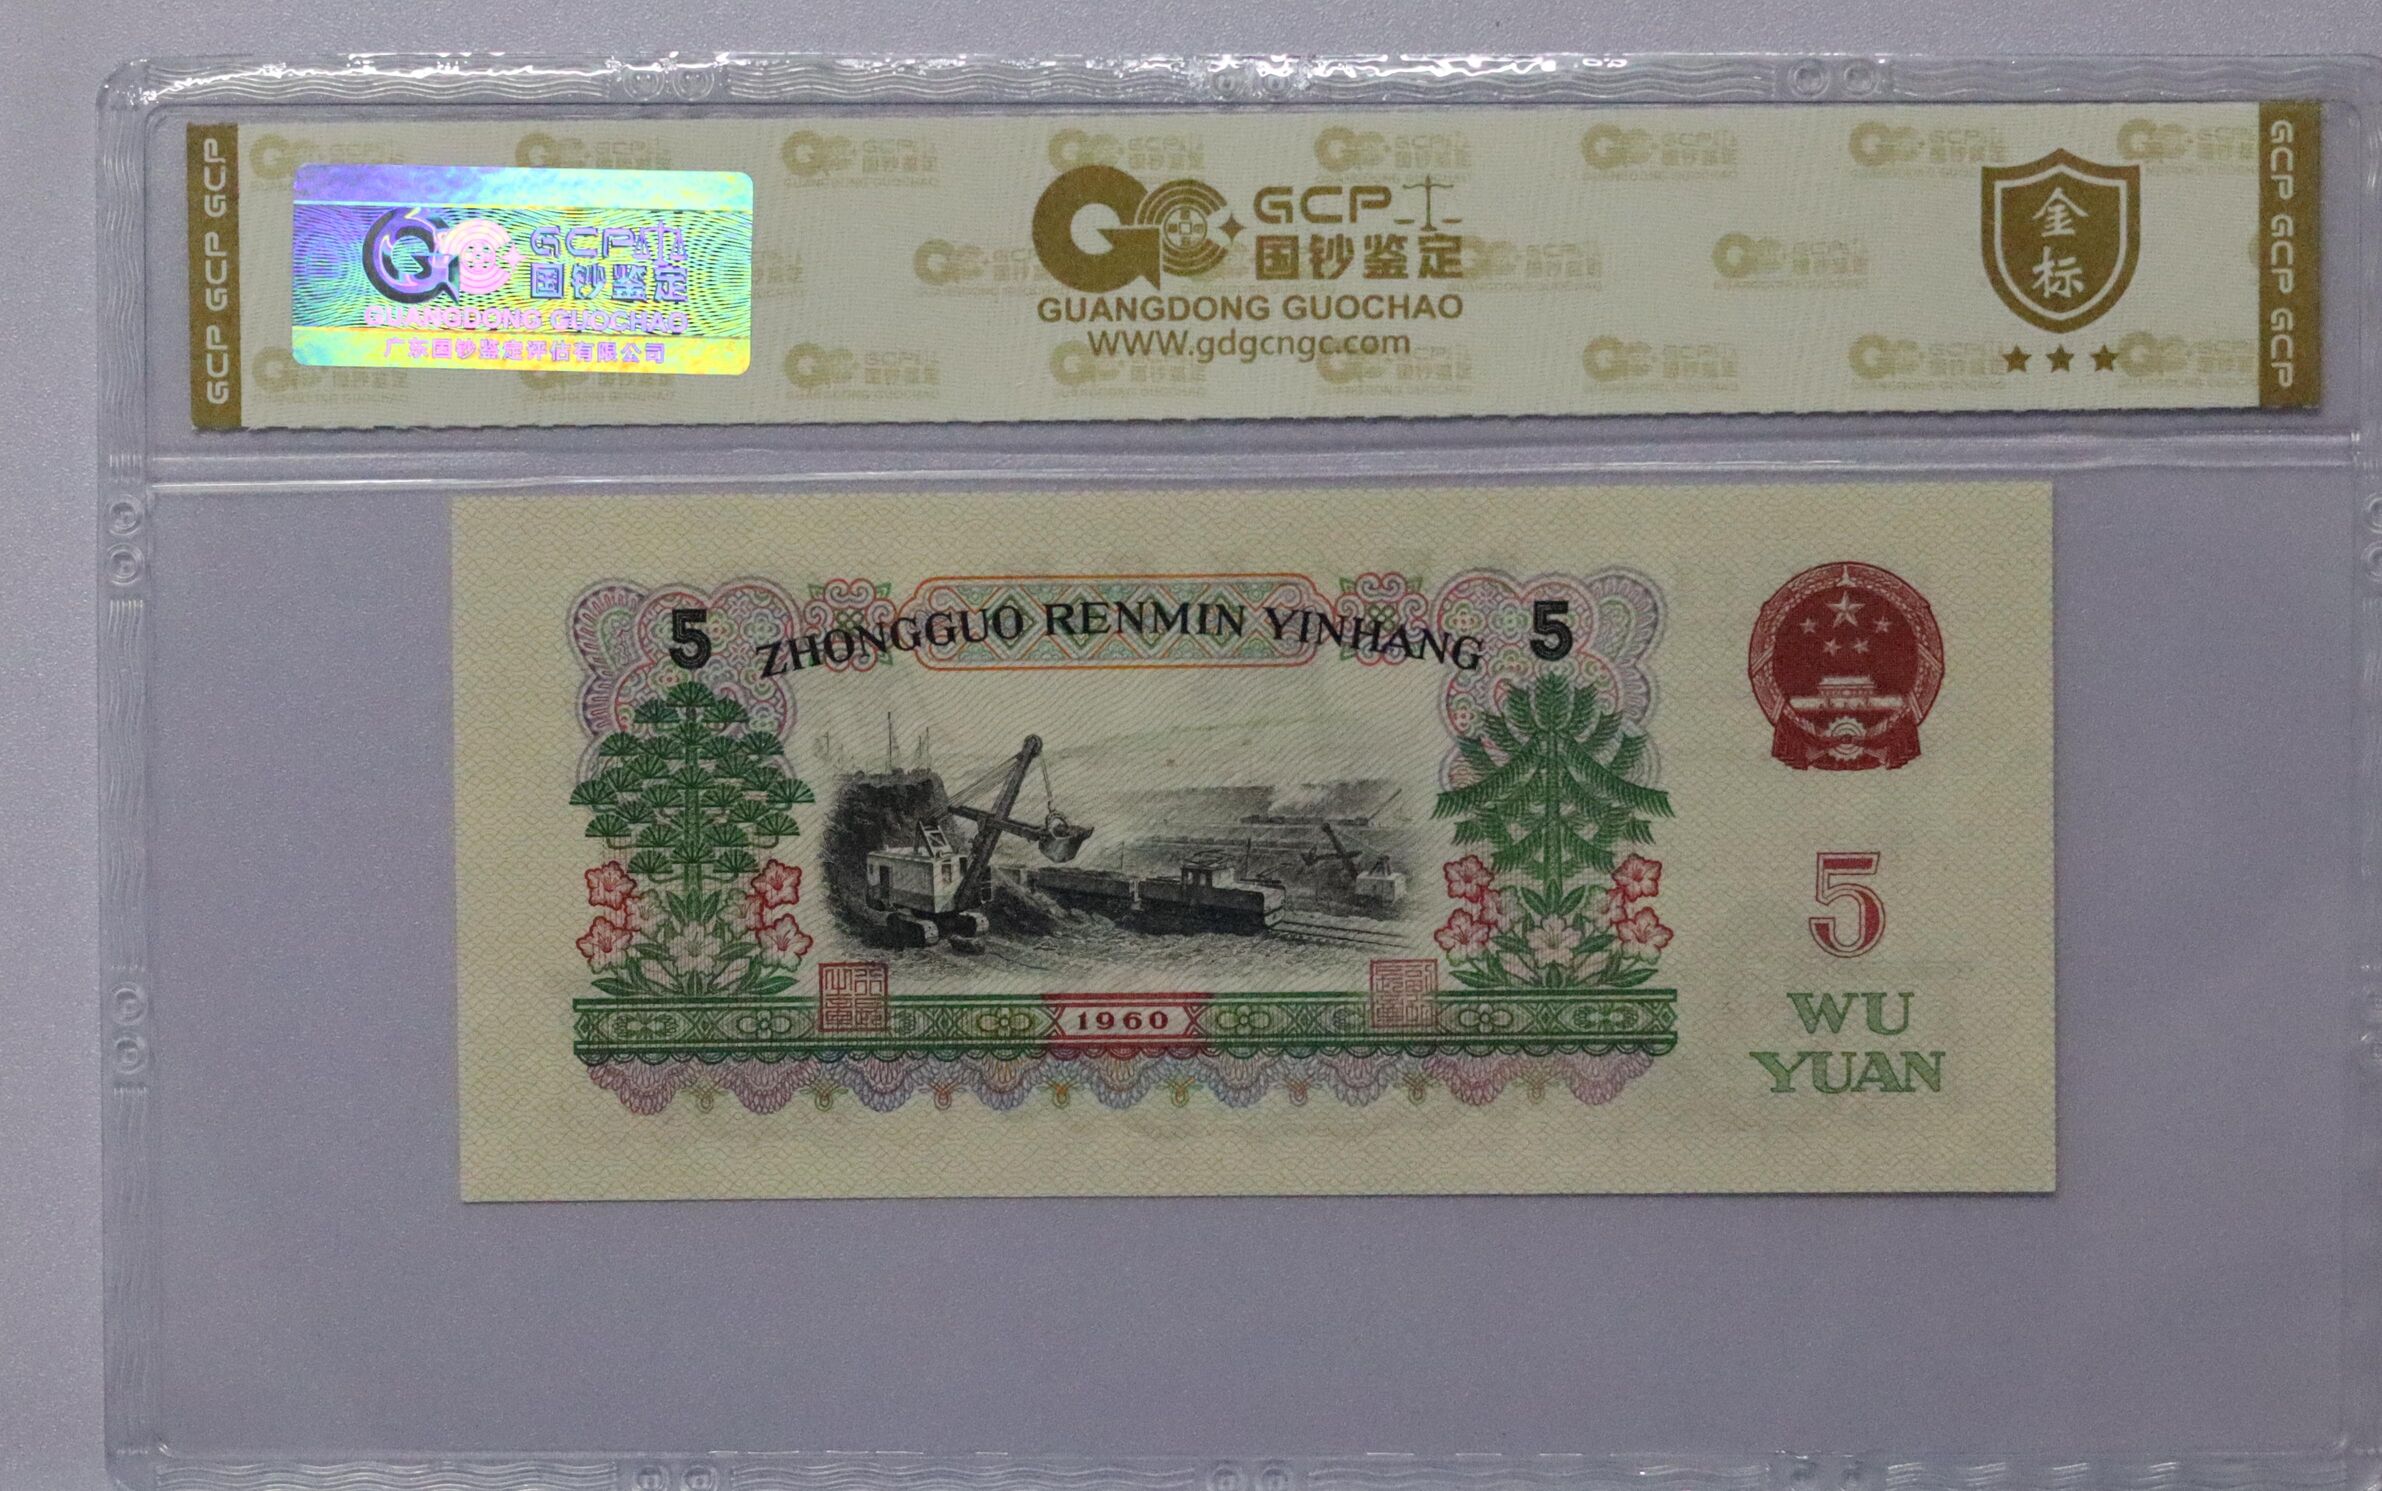 GCP GCP GCP
GCP
国钞鉴定
GUANGDONG GUOCHAO
广东国钞鉴定评估有限公司
GCP
国钞鉴定
GUANGDONG GUOCHAO
WWW.gdgcngc.com
金
标
GCP GCP GCP
5 ZHONGGUO RENMIN YINHANG 5
1960
5
WU
YUAN